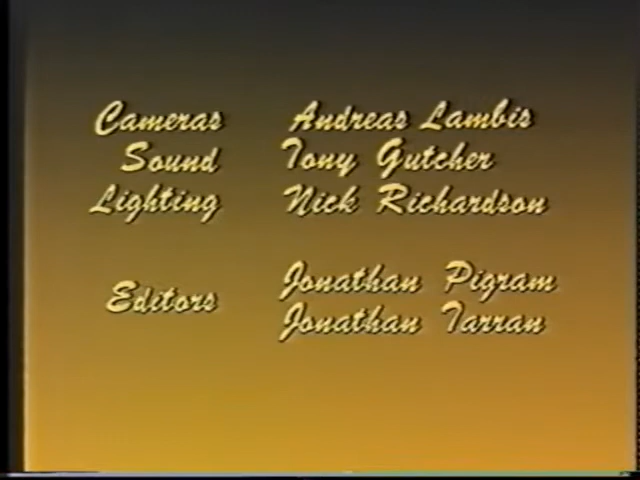 Cameras Andreas Lambis
Sound Tony Gutcher
Lighting Nick Richardson
Editors Jonathan Pigram
Jonathan Tarran